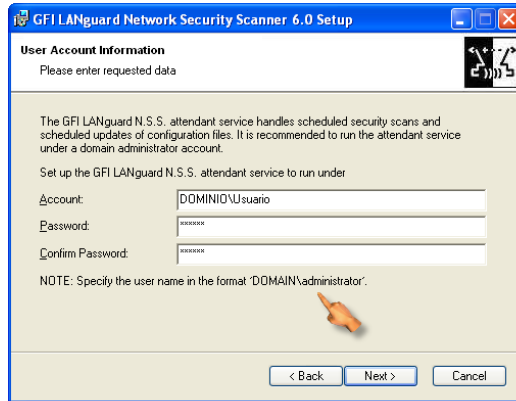 GFI LANguard Network Security Scanner 6.0 Setup
User Account Information
Please enter requested data
The GFI LANguard N.S.S. attendant service handles scheduled security scans and
scheduled updates of configuration files. It is recommended to run the attendant service
under a domain administrator account.
Set up the GFI LANguard N.S.S. attendant service to run under
Account: DOMINIO\Usuario
Password: ******
Confirm Password: ******
NOTE: Specify the user name in the format 'DOMAIN\administrator'.
< Back Next > Cancel